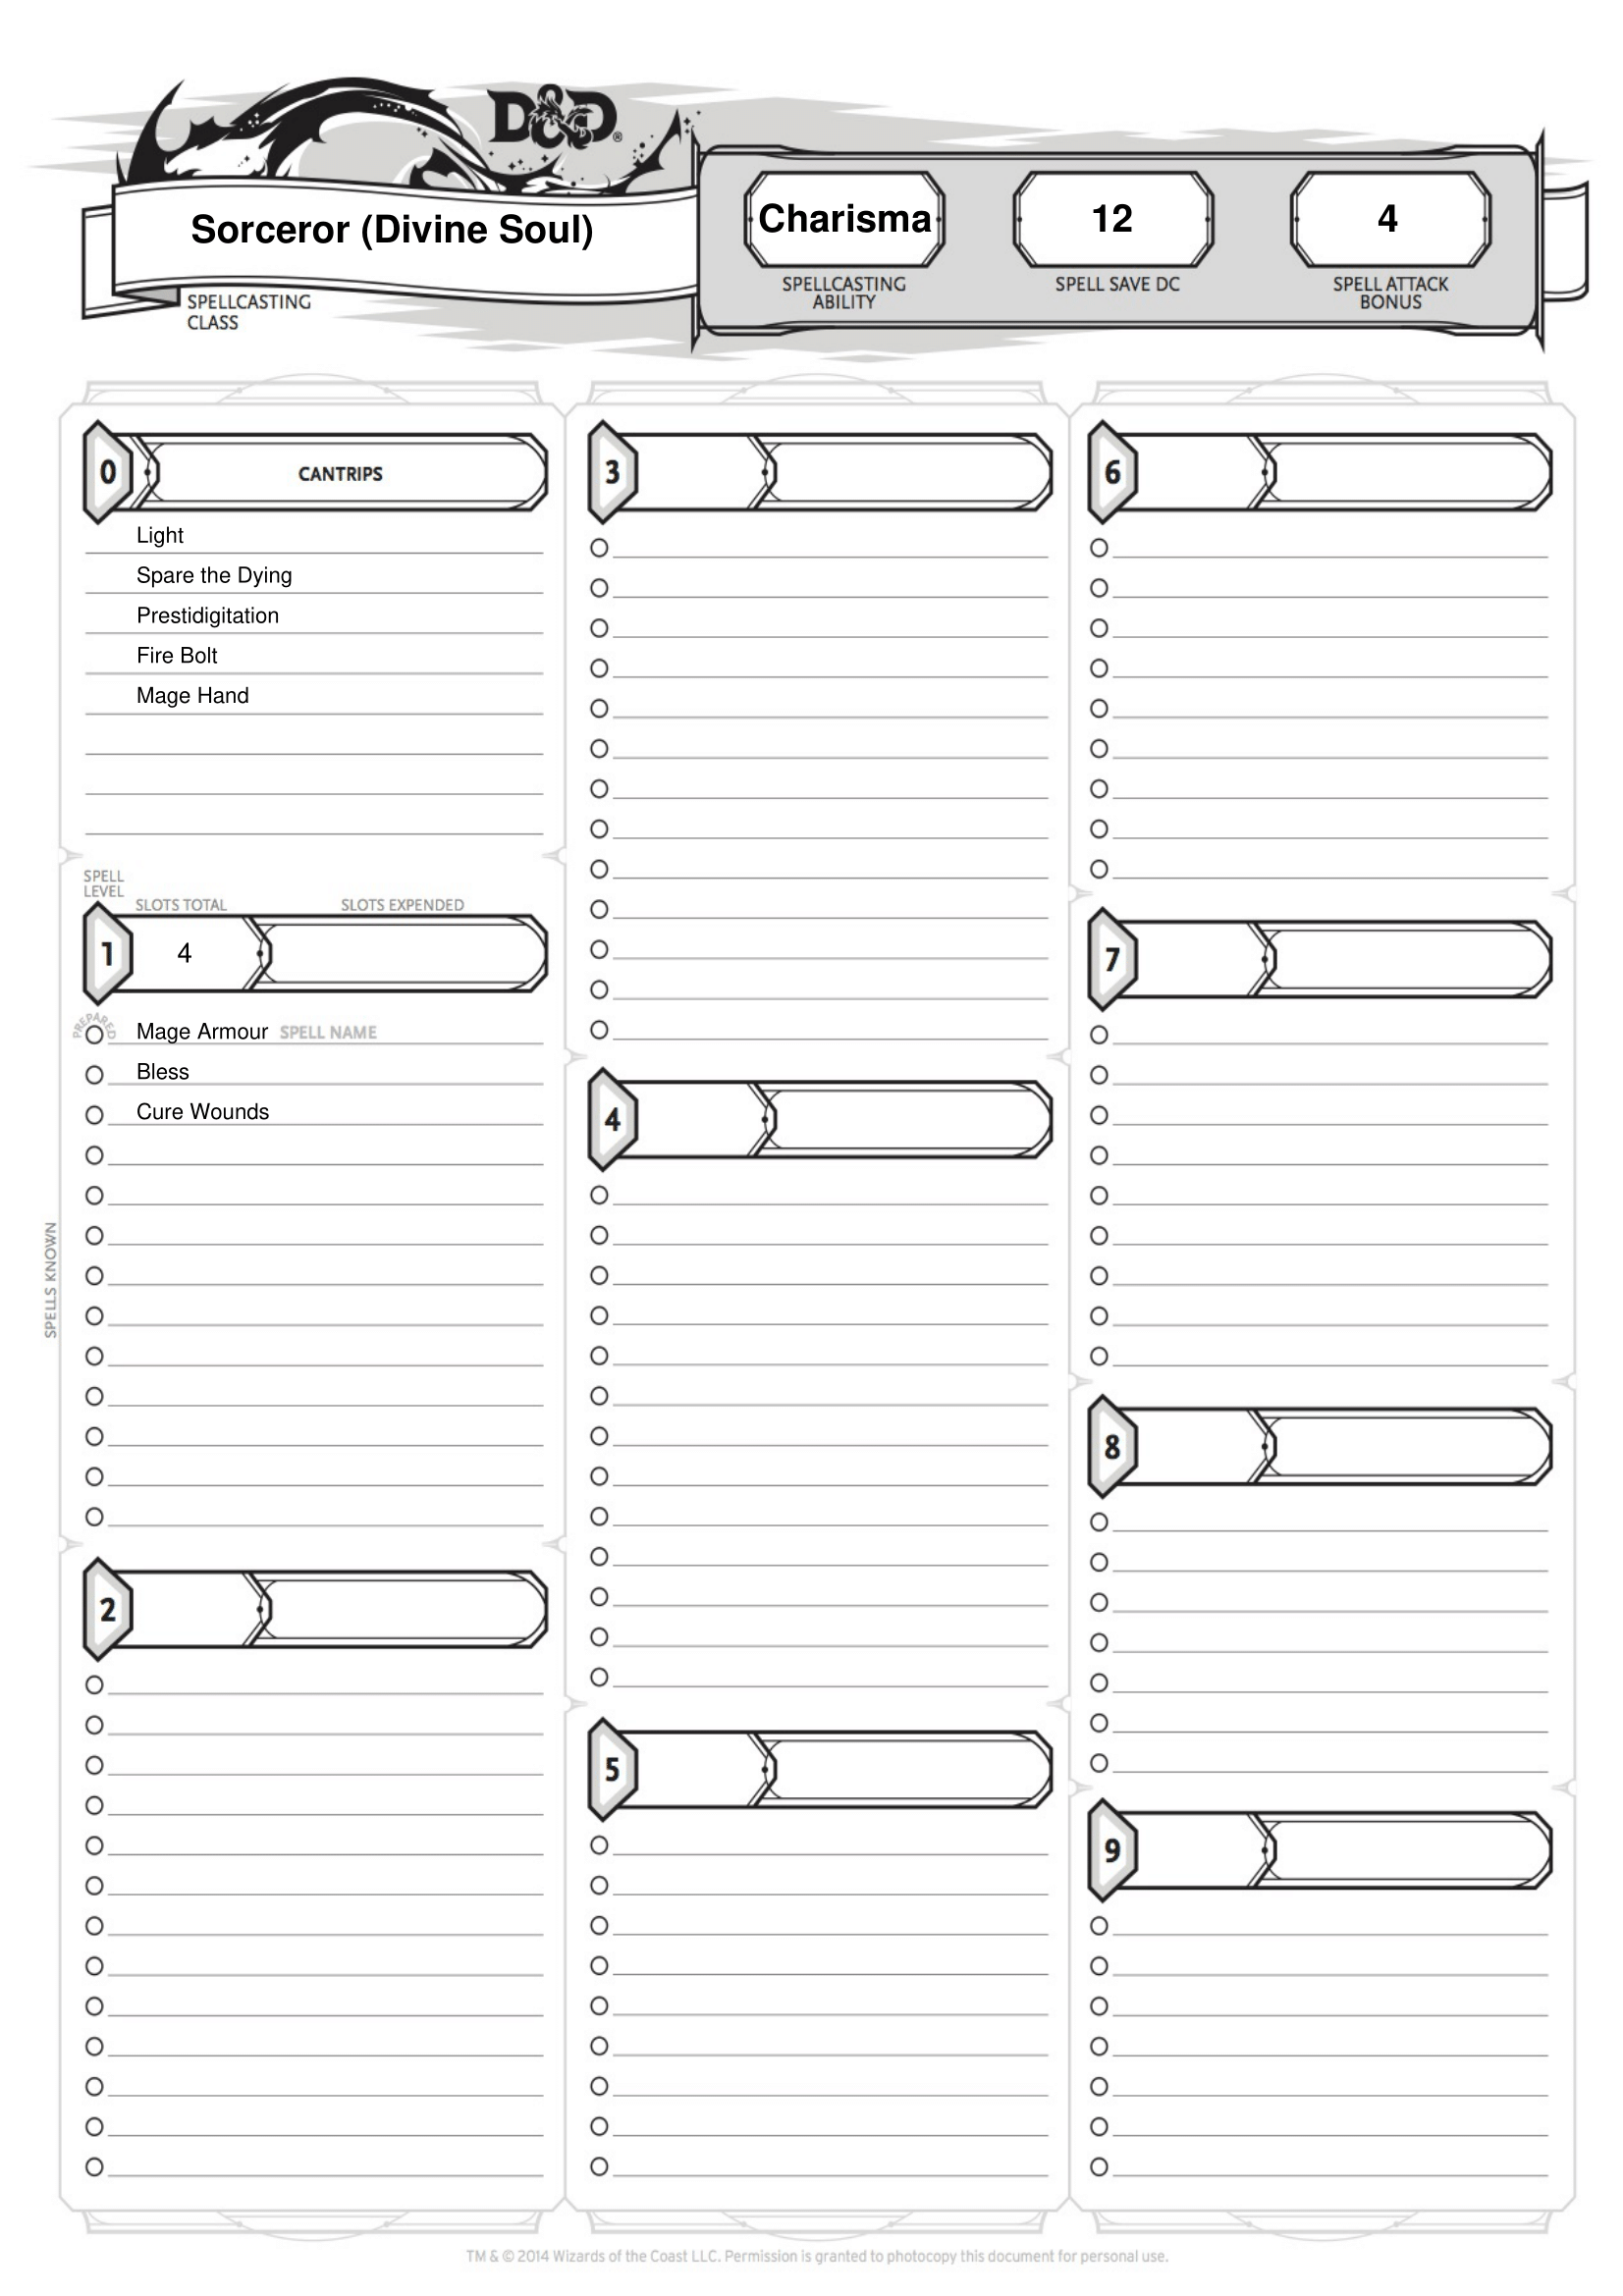 D&D®
Sorceror (Divine Soul)
SPELLCASTING
CLASS
Charisma
SPELLCASTING
ABILITY
12
SPELL SAVE DC
4
SPELL ATTACK
BONUS
0
CANTRIPS
Light
Spare the Dying
Prestidigitation
Fire Bolt
Mage Hand
SPELL
LEVEL
SLOTS TOTAL
SLOTS EXPENDED
1
4
PREPARED
Mage Armour SPELL NAME
Bless
Cure Wounds
SPELLS KNOWN
2
3
4
5
6
7
8
9
TM & © 2014 Wizards of the Coast LLC. Permission is granted to photocopy this document for personal use.